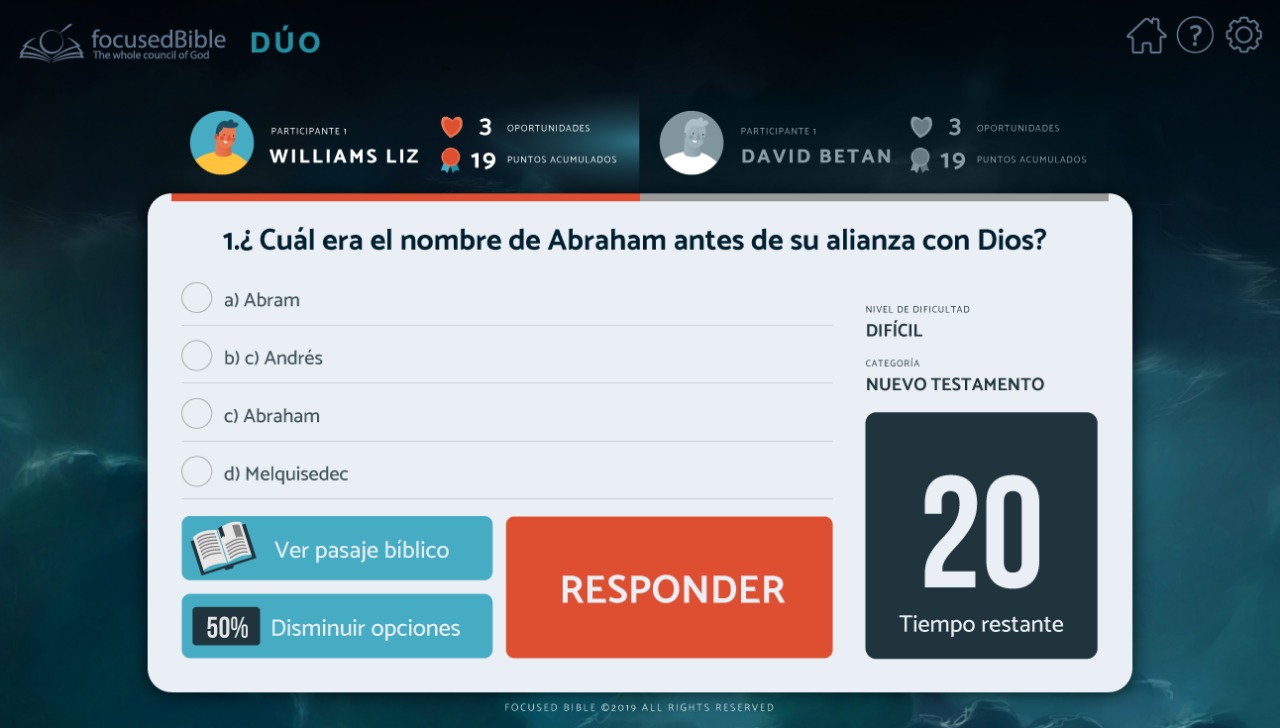 focusedBible DÚO
The whole council of God
?
PARTICIPANTE 1
WILLIAMS LIZ
3 OPORTUNIDADES
19 PUNTOS ACUMULADOS
PARTICIPANTE 1
DAVID BETAN
3 OPORTUNIDADES
19 PUNTOS ACUMULADOS
1.¿ Cuál era el nombre de Abraham antes de su alianza con Dios?
a) Abram
b) c) Andrés
c) Abraham
d) Melquisedec
NIVEL DE DIFICULTAD
DIFÍCIL
CATEGORÍA
NUEVO TESTAMENTO
20
Tiempo restante
Ver pasaje bíblico
50% Disminuir opciones
RESPONDER
FOCUSED BIBLE ©2019 ALL RIGHTS RESERVED